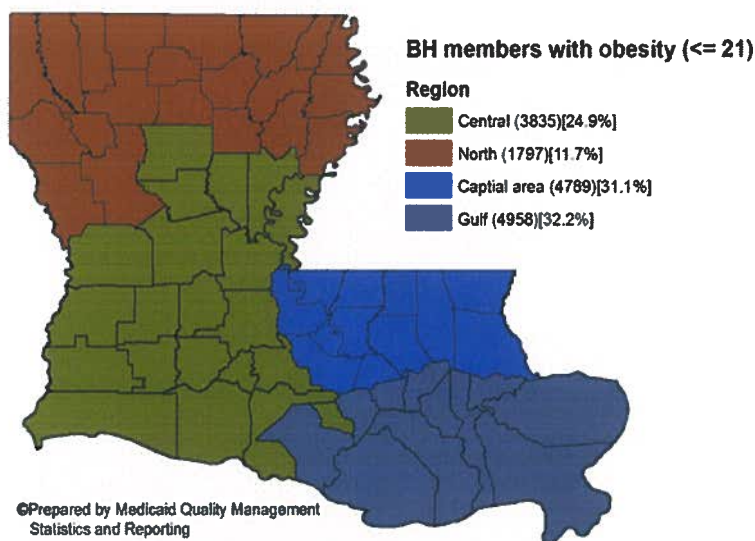 BH members with obesity (<= 21)
Region
Central (3835)[24.9%]
North (1797)[11.7%]
Captial area (4789)[31.1%]
Gulf (4958)[32.2%]
©Prepared by Medicaid Quality Management
Statistics and Reporting